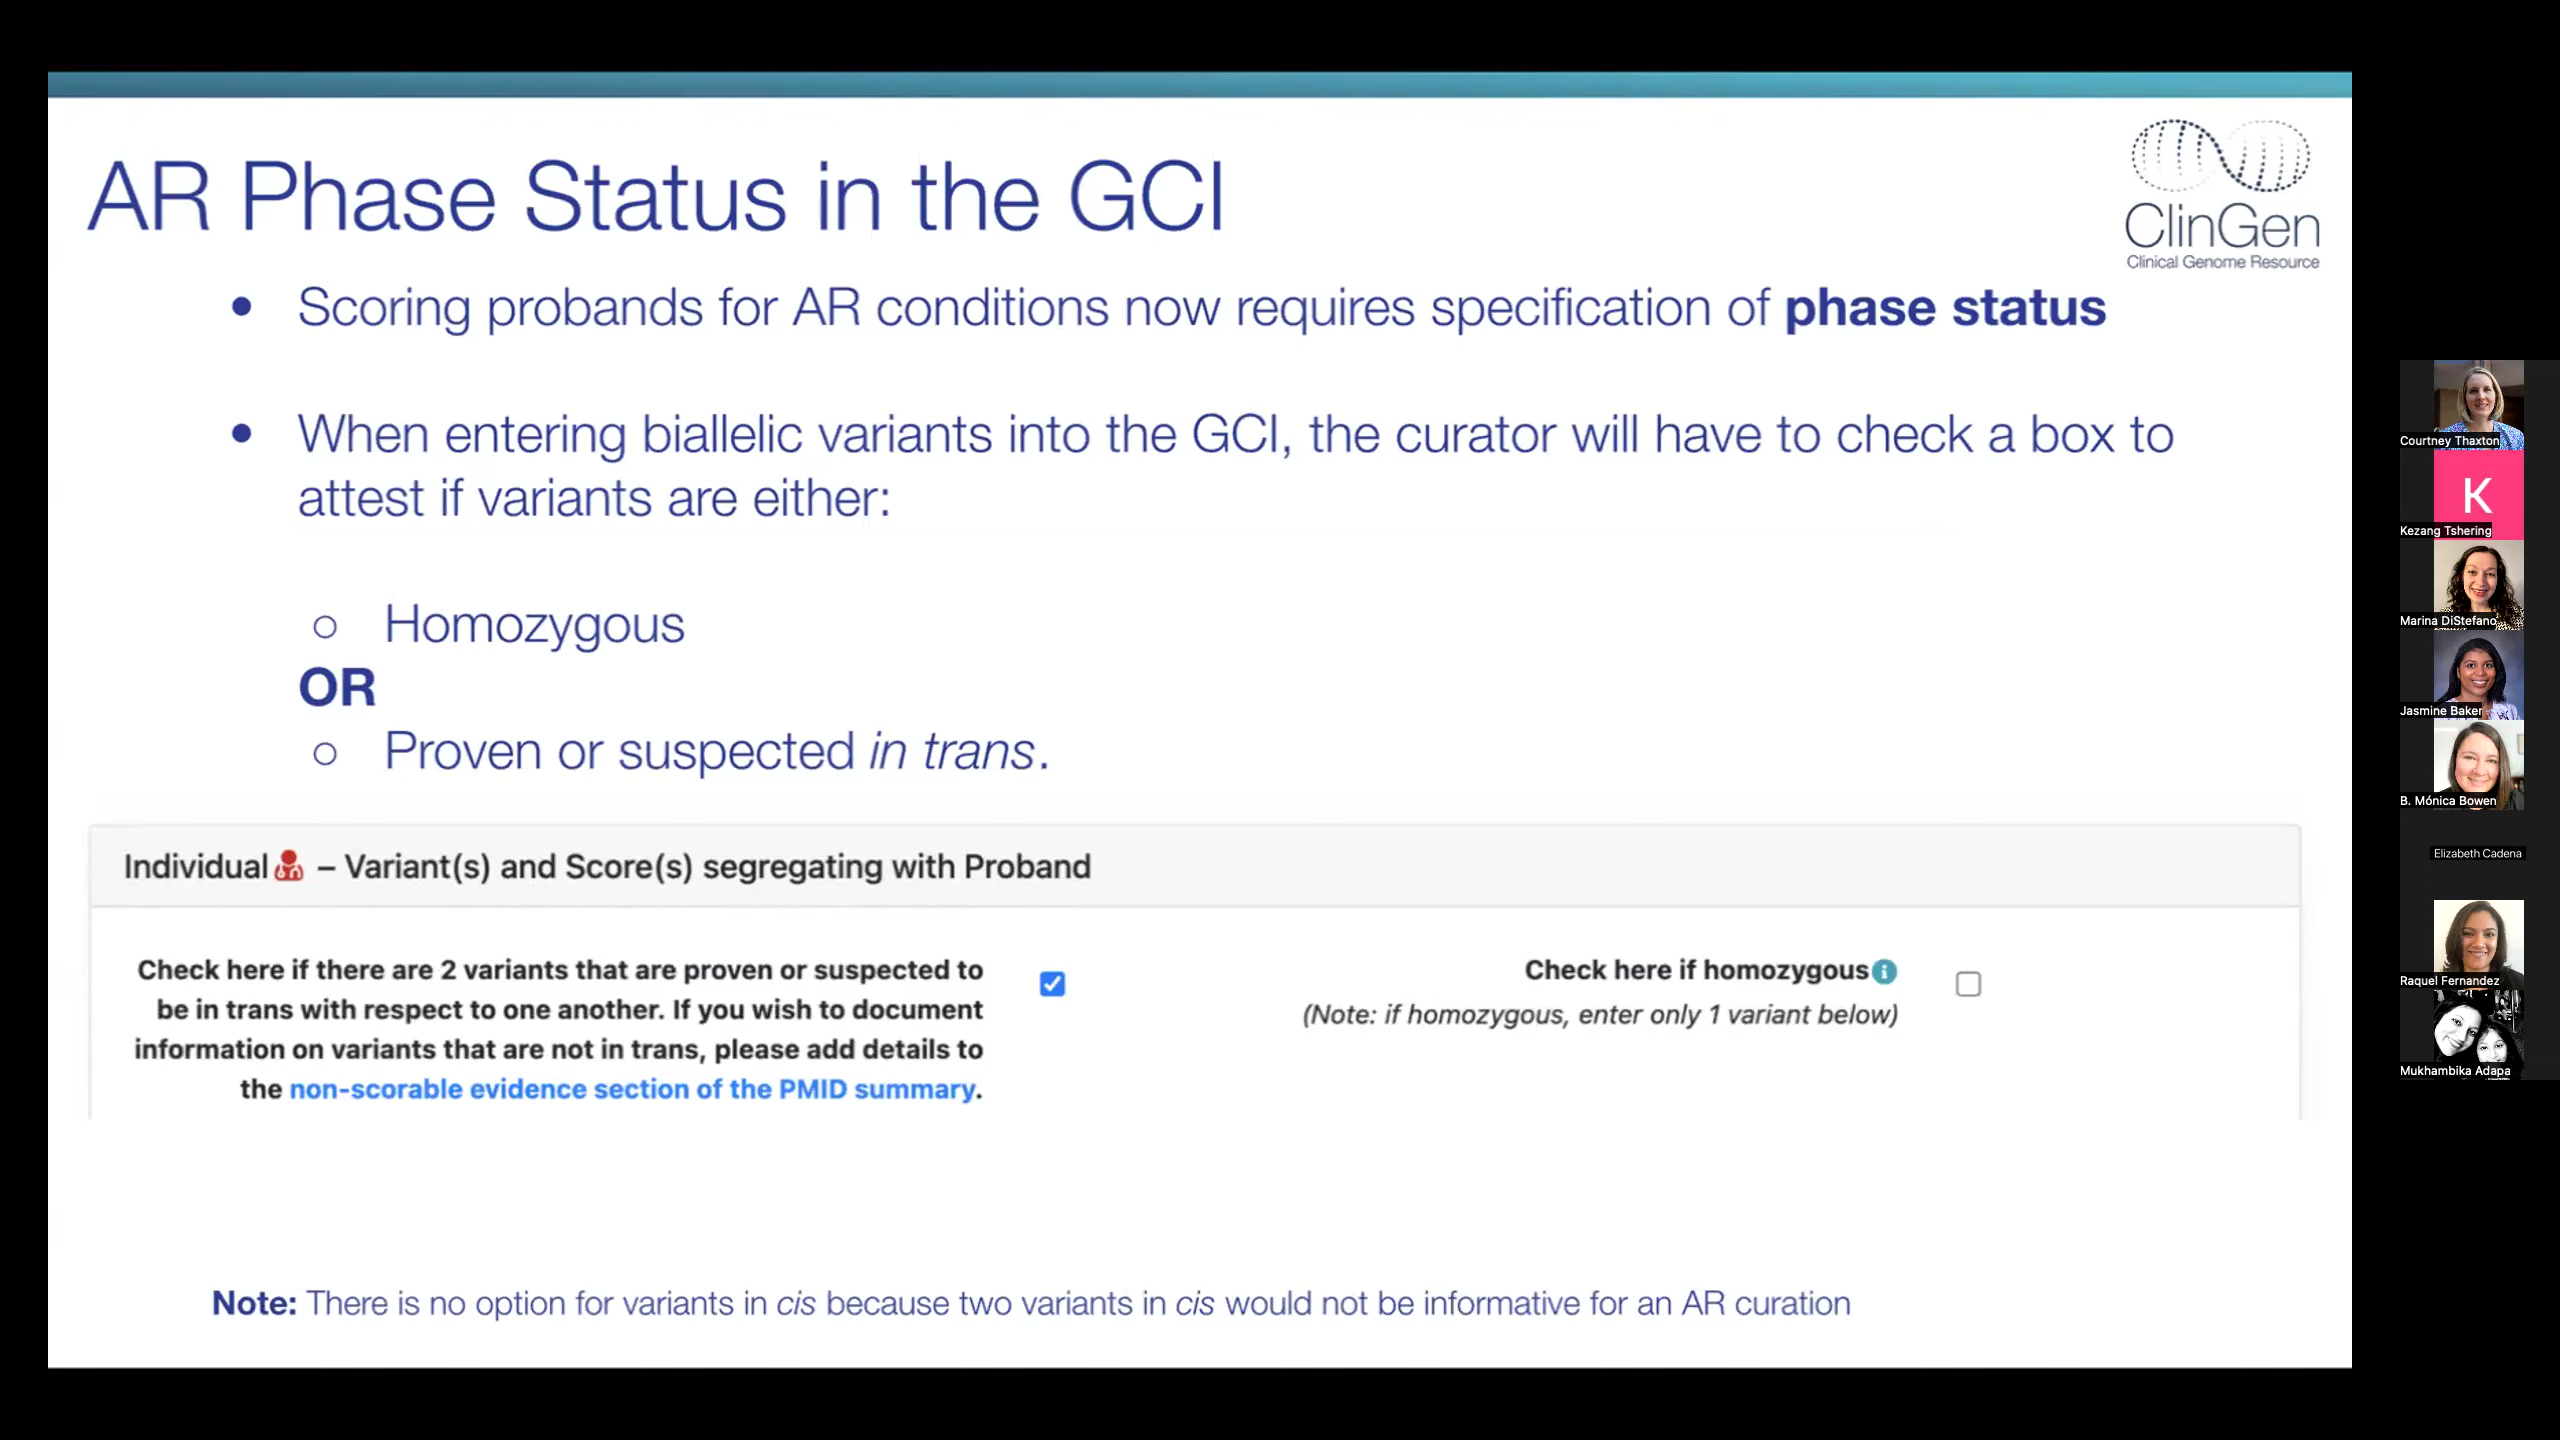 AR Phase Status in the GCI
ClinGen
Clinical Genome Resource
• Scoring probands for AR conditions now requires specification of phase status
• When entering biallelic variants into the GCI, the curator will have to check a box to
attest if variants are either:
○ Homozygous
OR
○ Proven or suspected in trans.
Individual – Variant(s) and Score(s) segregating with Proband
Check here if there are 2 variants that are proven or suspected to
be in trans with respect to one another. If you wish to document
information on variants that are not in trans, please add details to
the non-scorable evidence section of the PMID summary.
Check here if homozygous
(Note: if homozygous, enter only 1 variant below)
Note: There is no option for variants in cis because two variants in cis would not be informative for an AR curation
Courtney Thaxton
K
Kezang Tshering
Marina DiStefano
Jasmine Baker
B. Mónica Bowen
Elizabeth Cadena
Raquel Fernandez
Mukhambika Adapa